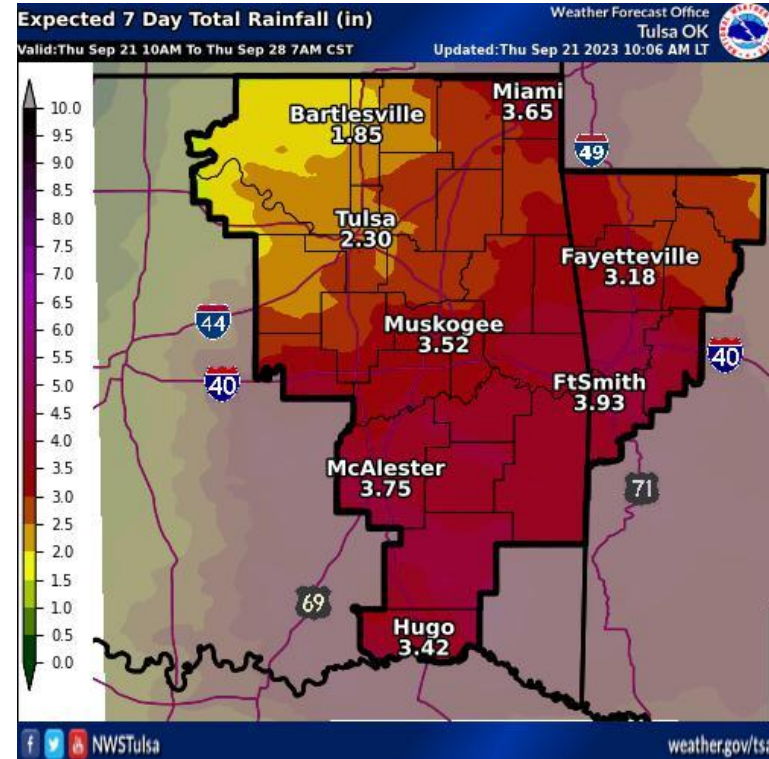 Expected 7 Day Total Rainfall (in)
Weather Forecast Office
Tulsa OK
Valid:Thu Sep 21 10AM To Thu Sep 28 7AM CST
Updated:Thu Sep 21 2023 10:06 AM LT
10.0
9.5
9.0
8.5
8.0
7.5
7.0
6.5
6.0
5.5
5.0
4.5
4.0
3.5
3.0
2.5
2.0
1.5
1.0
0.5
0.0
Miami
3.65
Bartlesville
1.85
49
Tulsa
2.30
Fayetteville
3.18
44
Muskogee
3.52
40
40
FtSmith
3.93
McAlester
3.75
71
69
Hugo
3.42
NWSTulsa
weather.gov/tsa